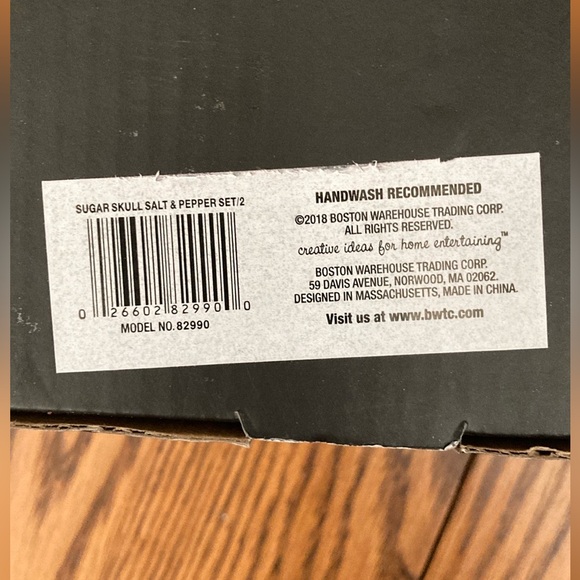 SUGAR SKULL SALT & PEPPER SET/2
0 26602 82990 0
MODEL NO. 82990
HANDWASH RECOMMENDED
©2018 BOSTON WAREHOUSE TRADING CORP.
ALL RIGHTS RESERVED.
creative ideas for home entertaining™
BOSTON WAREHOUSE TRADING CORP.
59 DAVIS AVENUE, NORWOOD, MA 02062.
DESIGNED IN MASSACHUSETTS, MADE IN CHINA.
Visit us at www.bwtc.com